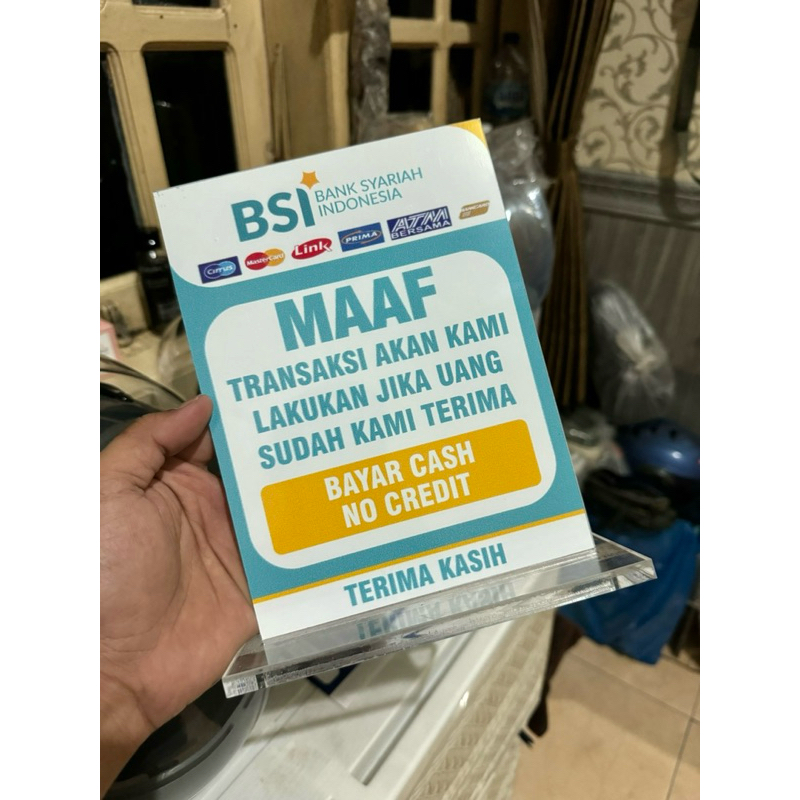 BSI BANK SYARIAH
INDONESIA
Cirrus MasterCard Link PRIMA ATM BERSAMA
MAAF
TRANSAKSI AKAN KAMI
LAKUKAN JIKA UANG
SUDAH KAMI TERIMA
BAYAR CASH
NO CREDIT
TERIMA KASIH